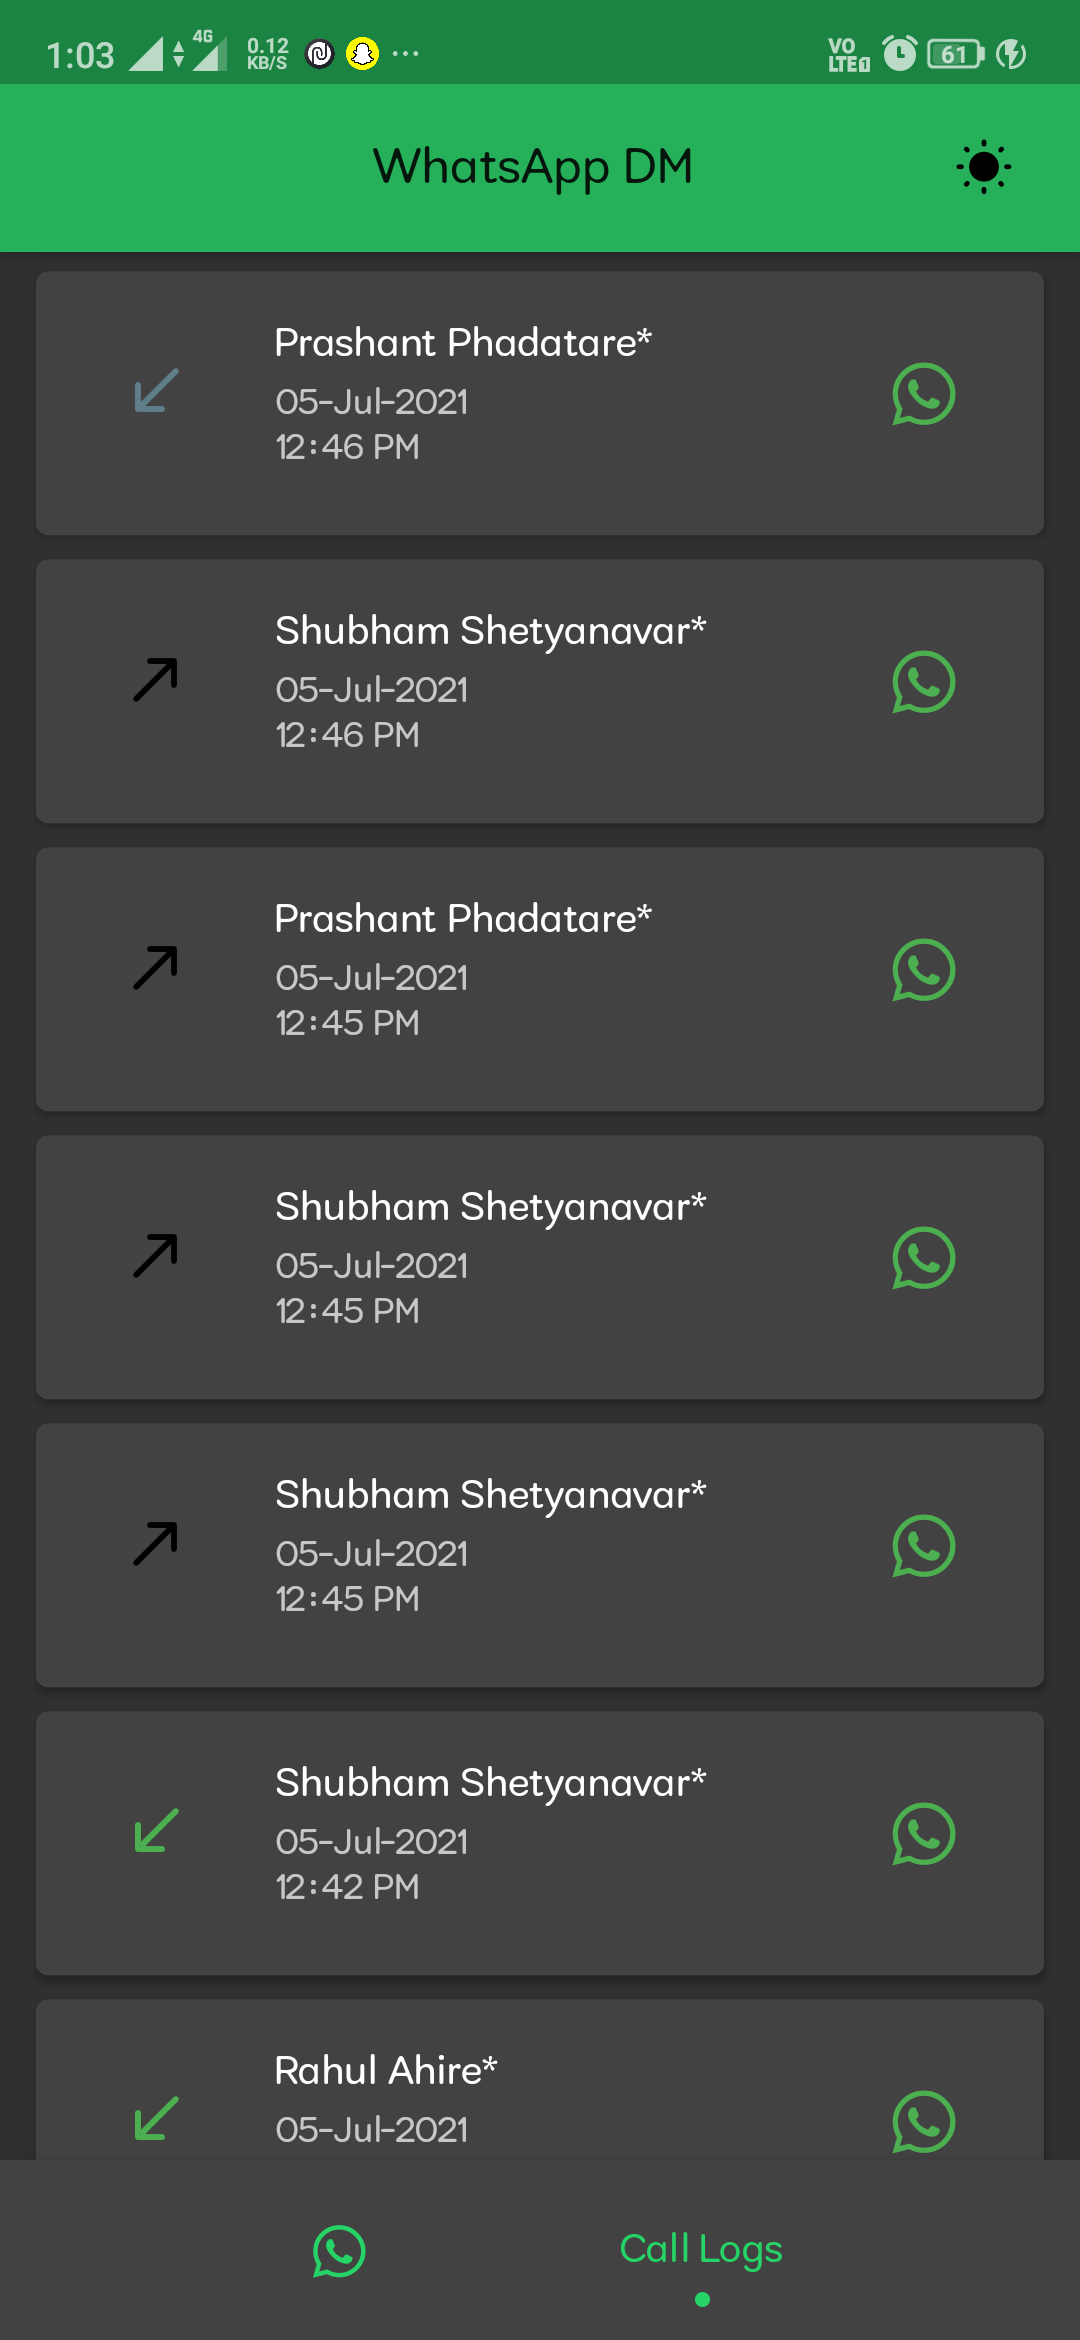 1:03
4G
0.12
KB/S
VO
LTE1
61
WhatsApp DM
Prashant Phadatare*
05-Jul-2021
12:46 PM
Shubham Shetyanavar*
05-Jul-2021
12:46 PM
Prashant Phadatare*
05-Jul-2021
12:45 PM
Shubham Shetyanavar*
05-Jul-2021
12:45 PM
Shubham Shetyanavar*
05-Jul-2021
12:45 PM
Shubham Shetyanavar*
05-Jul-2021
12:42 PM
Rahul Ahire*
05-Jul-2021
Call Logs